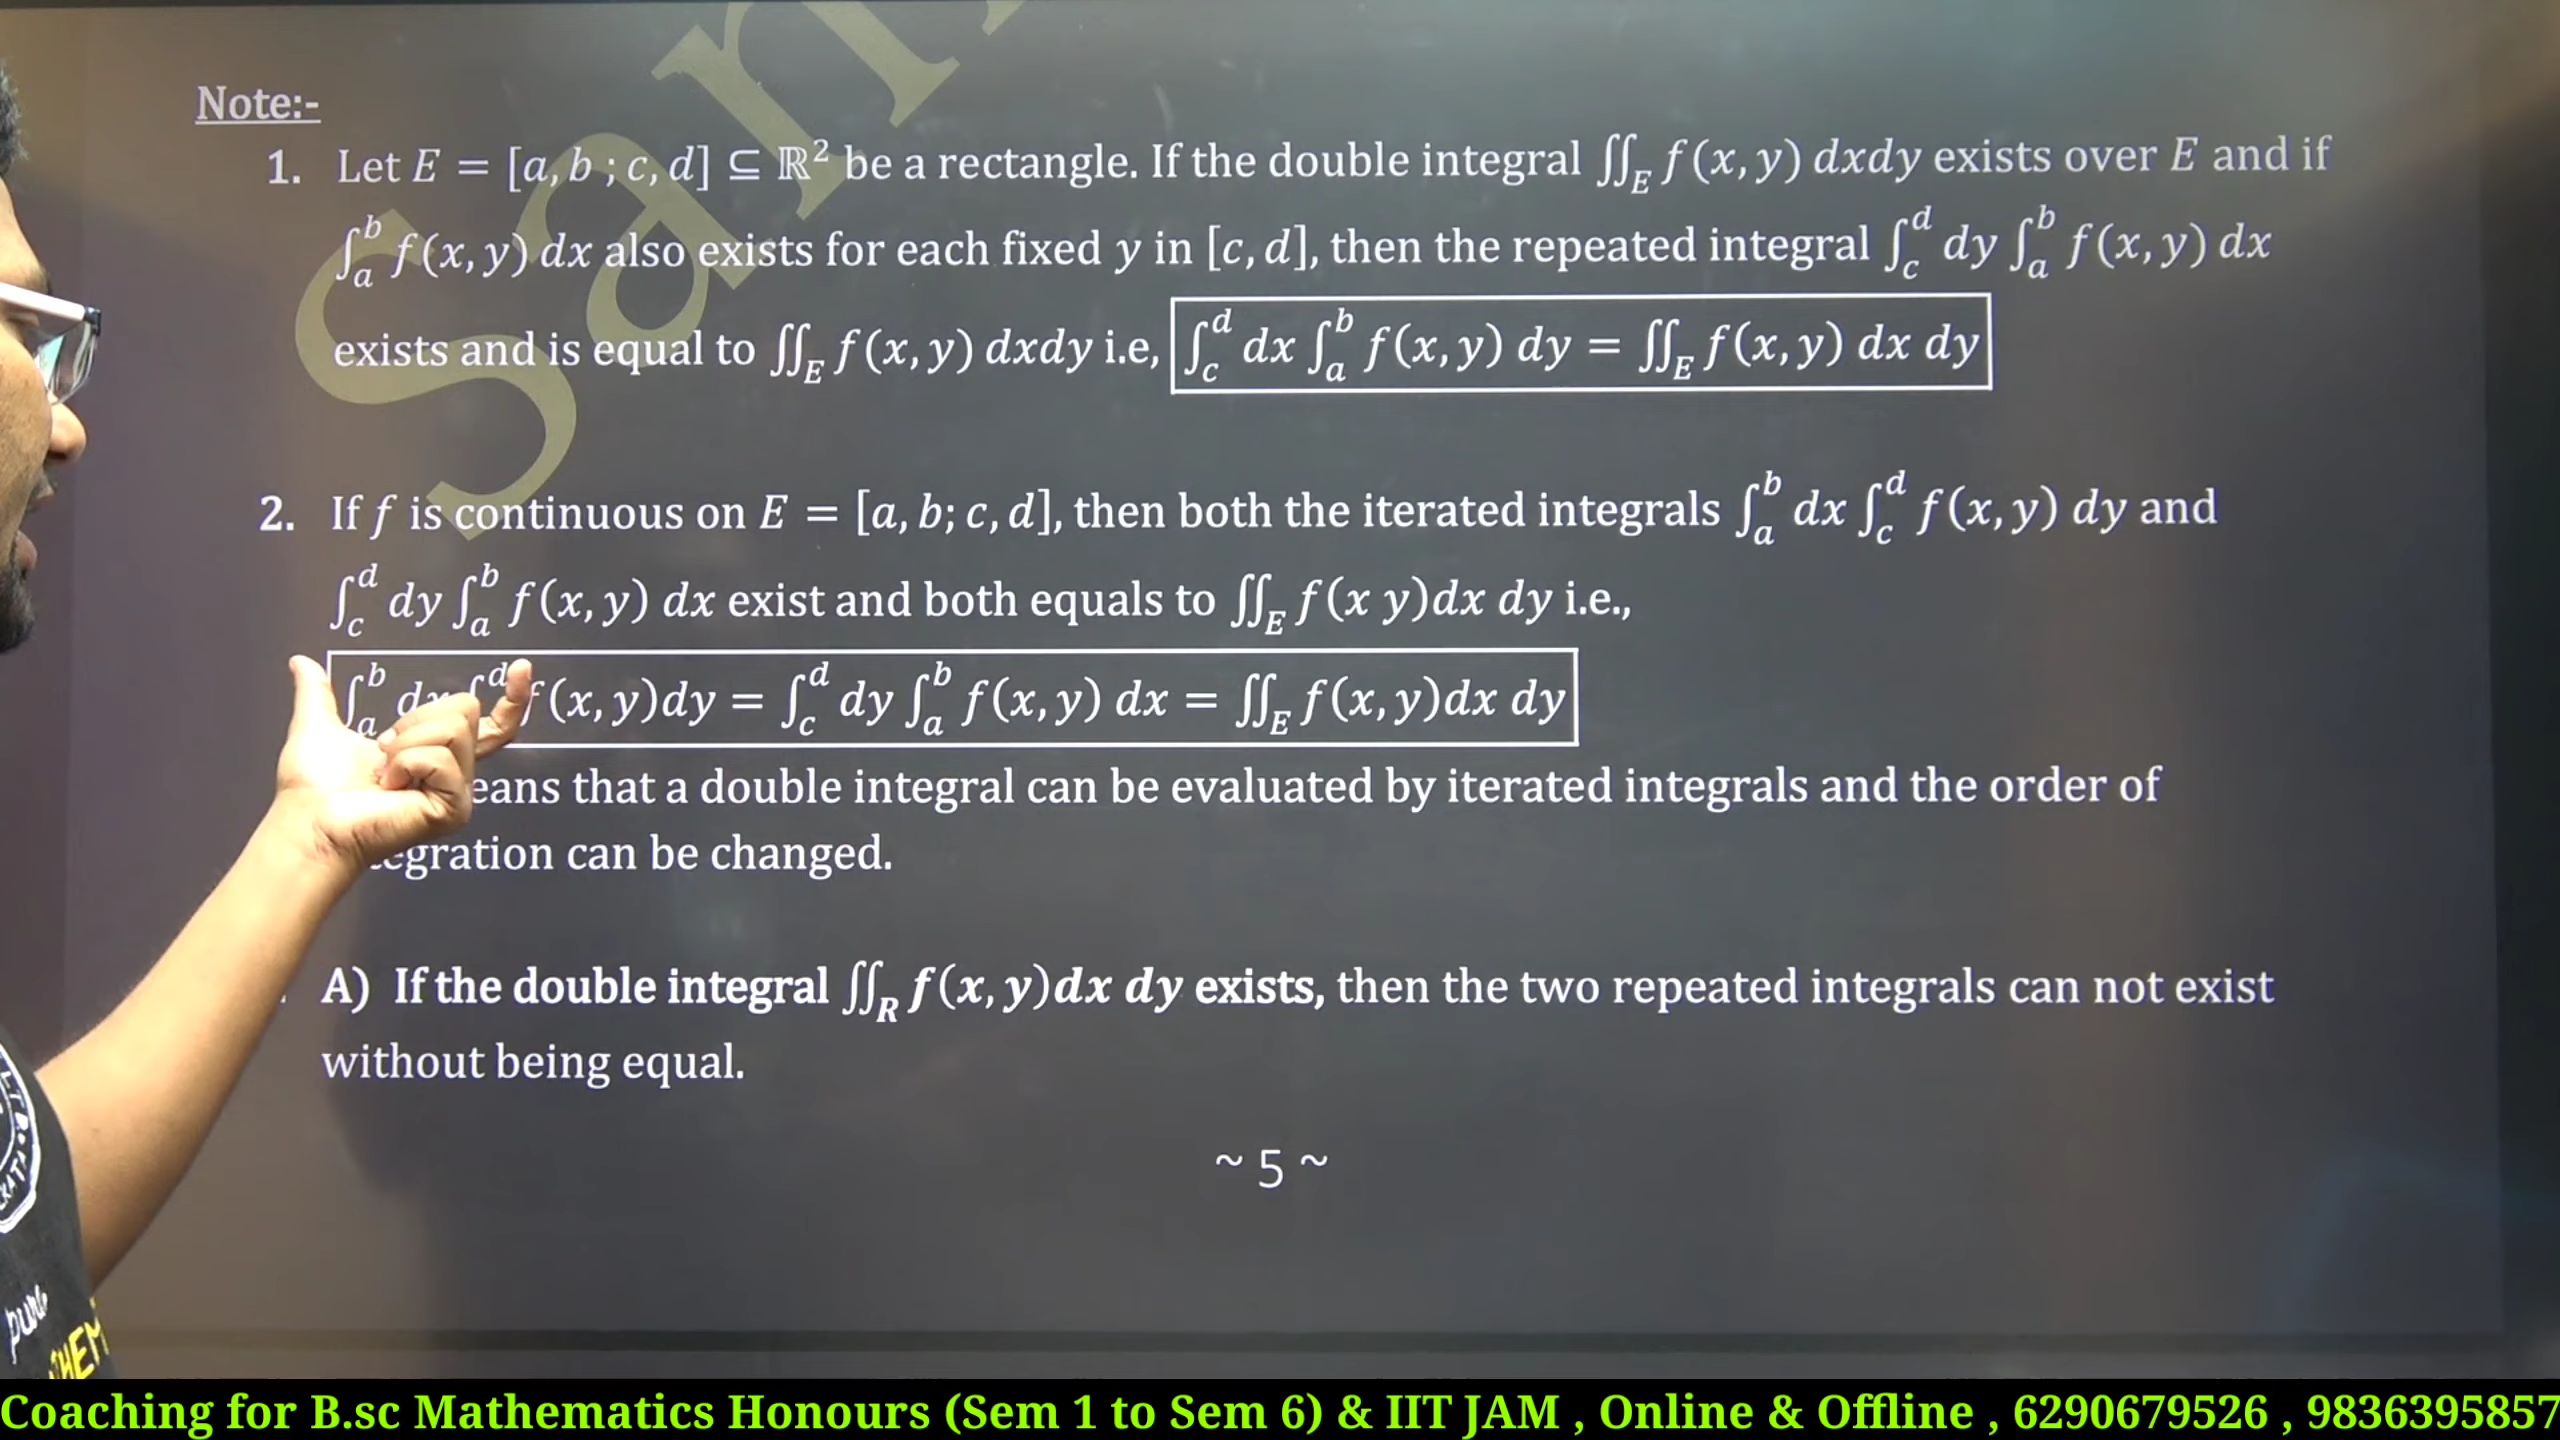 Note:-
1. Let E = [a, b ; c, d] ⊆ ℝ² be a rectangle. If the double integral ∬_E f(x, y) dxdy exists over E and if
∫_a^b f(x, y) dx also exists for each fixed y in [c, d], then the repeated integral ∫_c^d dy ∫_a^b f(x, y) dx
exists and is equal to ∬_E f(x, y) dxdy i.e, ∫_c^d dx ∫_a^b f(x, y) dy = ∬_E f(x, y) dx dy
2. If f is continuous on E = [a, b; c, d], then both the iterated integrals ∫_a^b dx ∫_c^d f(x, y) dy and
∫_c^d dy ∫_a^b f(x, y) dx exist and both equals to ∬_E f(x y)dx dy i.e.,
∫_a^b dx ∫^d f(x, y)dy = ∫_c^d dy ∫_a^b f(x, y) dx = ∬_E f(x, y)dx dy
eans that a double integral can be evaluated by iterated integrals and the order of
egration can be changed.
A) If the double integral ∬_R f(x, y)dx dy exists, then the two repeated integrals can not exist
without being equal.
~ 5 ~
San
pure
HEM
Coaching for B.sc Mathematics Honours (Sem 1 to Sem 6) & IIT JAM , Online & Offline , 6290679526 , 9836395857